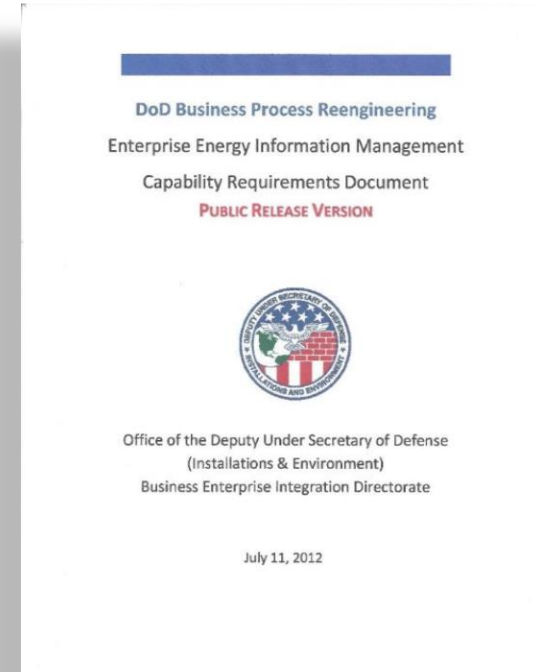 DoD Business Process Reengineering
Enterprise Energy Information Management
Capability Requirements Document
PUBLIC RELEASE VERSION
DEPUTY UNDER SECRETARY OF DEFENSE
INSTALLATIONS AND ENVIRONMENT
Office of the Deputy Under Secretary of Defense
(Installations & Environment)
Business Enterprise Integration Directorate
July 11, 2012